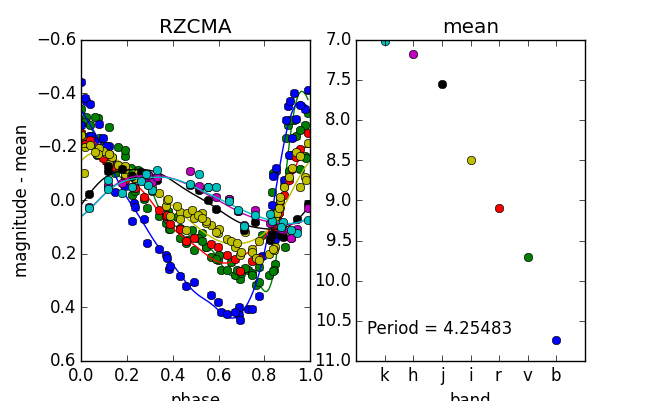 RZCMA
mean
−0.6
−0.4
−0.2
0.0
0.2
0.4
0.6
magnitude - mean
0.0 0.2 0.4 0.6 0.8 1.0
phase
7.0
7.5
8.0
8.5
9.0
9.5
10.0
10.5
11.0
Period = 4.25483
k h j i r v b
band